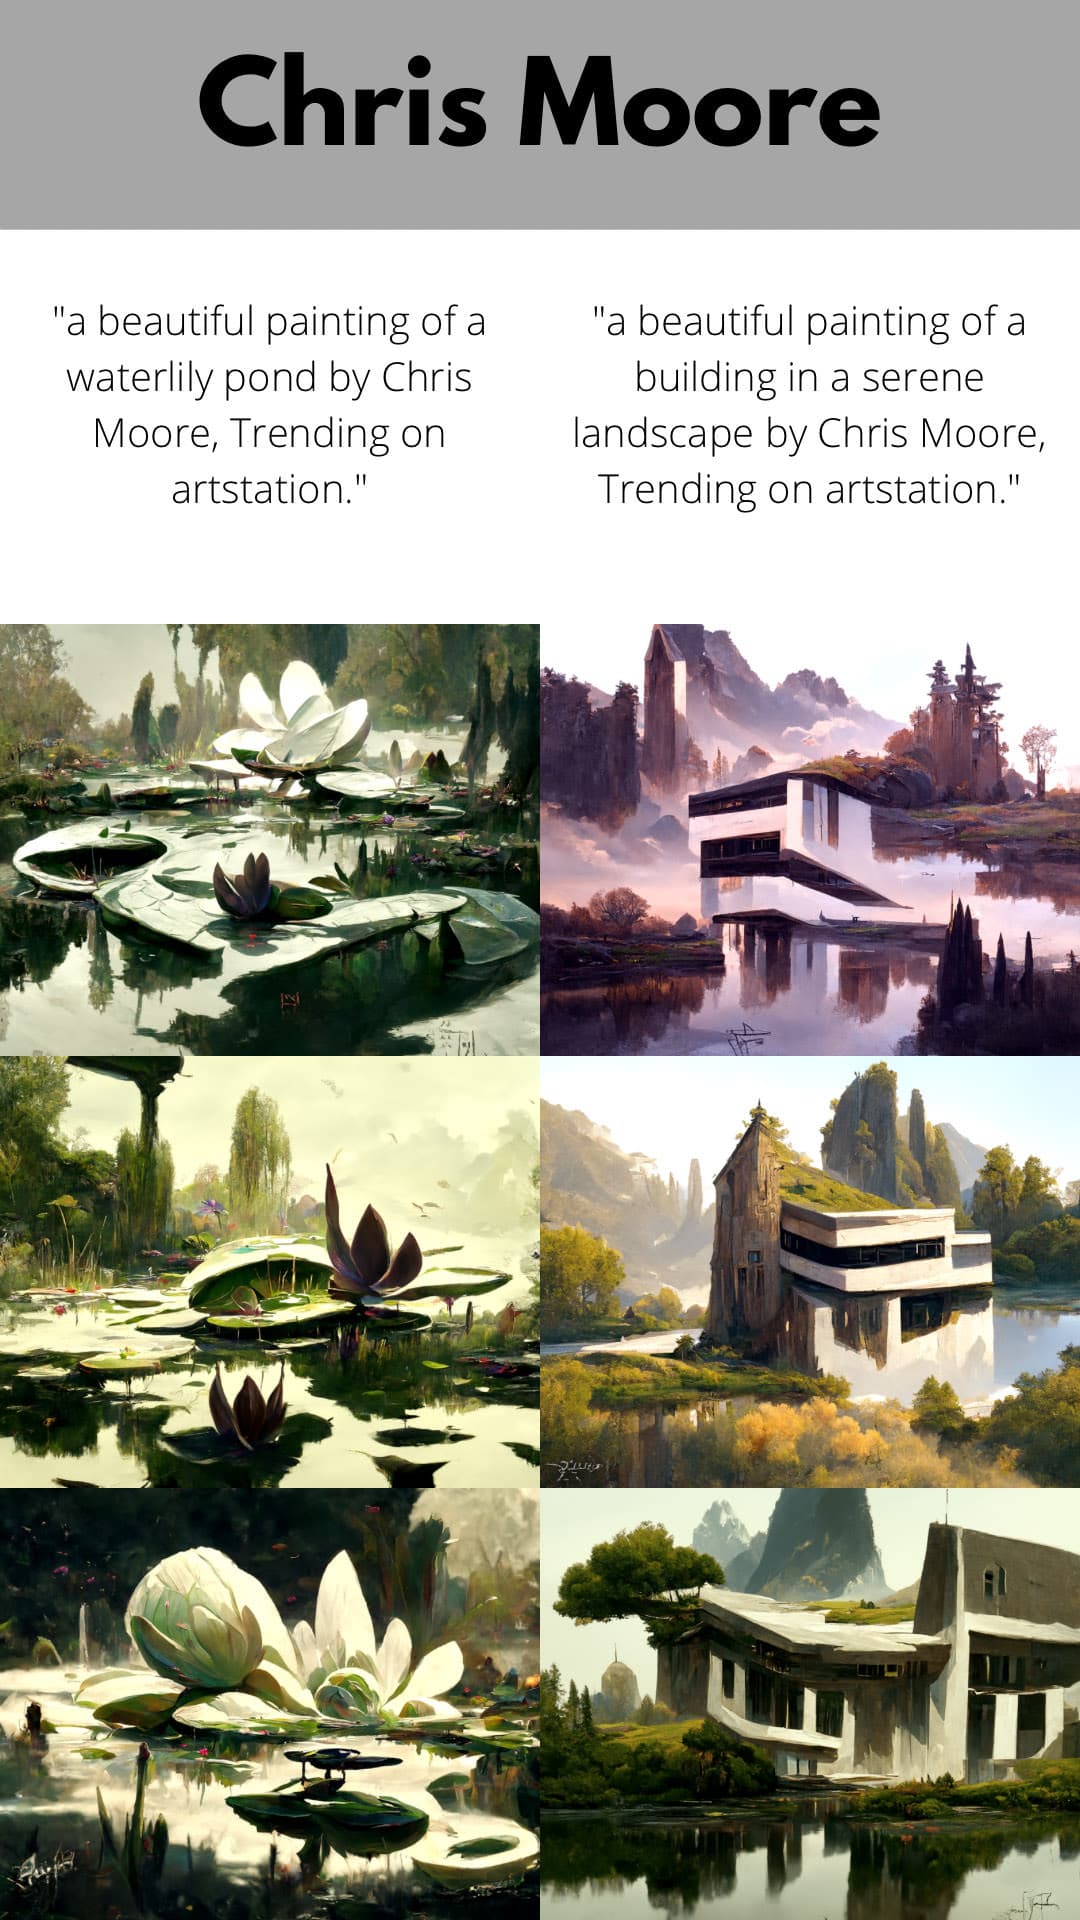 Chris Moore
"a beautiful painting of a
waterlily pond by Chris
Moore, Trending on
artstation."
"a beautiful painting of a
building in a serene
landscape by Chris Moore,
Trending on artstation."